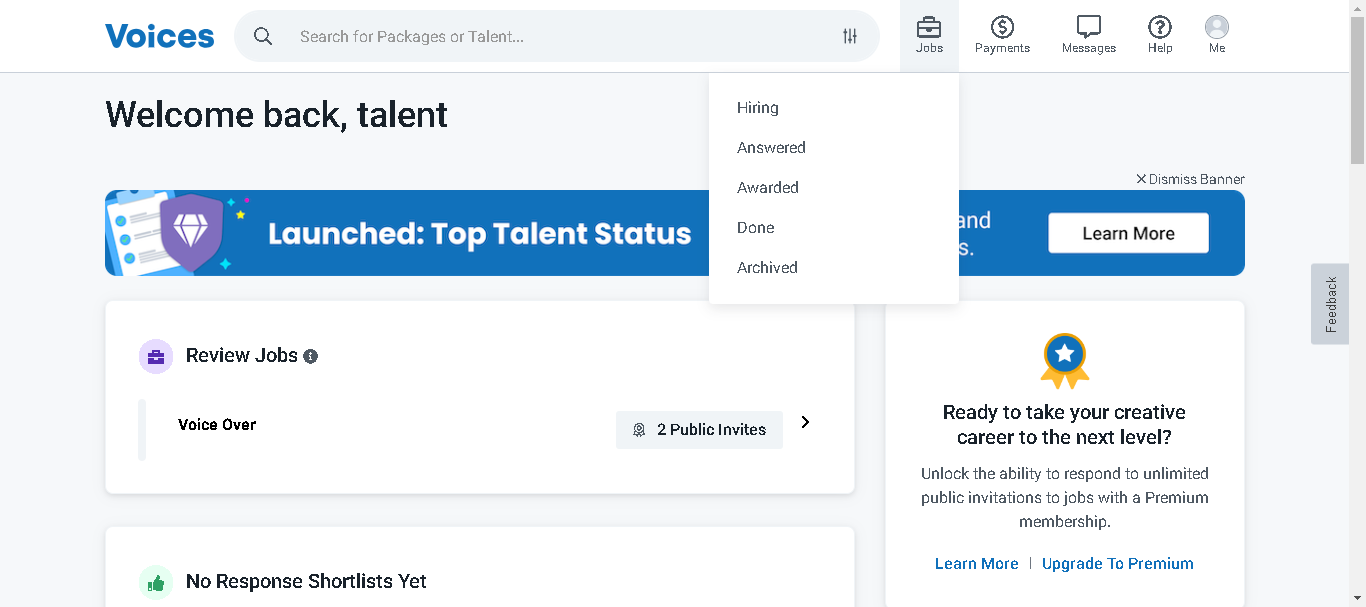 Voices
Search for Packages or Talent...
Jobs
Payments
Messages
Help
Me
Hiring
Answered
Awarded
Done
Archived
Welcome back, talent
Dismiss Banner
Launched: Top Talent Status
and
s.
Learn More
Feedback
Review Jobs
Voice Over
2 Public Invites
Ready to take your creative
career to the next level?
Unlock the ability to respond to unlimited
public invitations to jobs with a Premium
membership.
Learn More | Upgrade To Premium
No Response Shortlists Yet